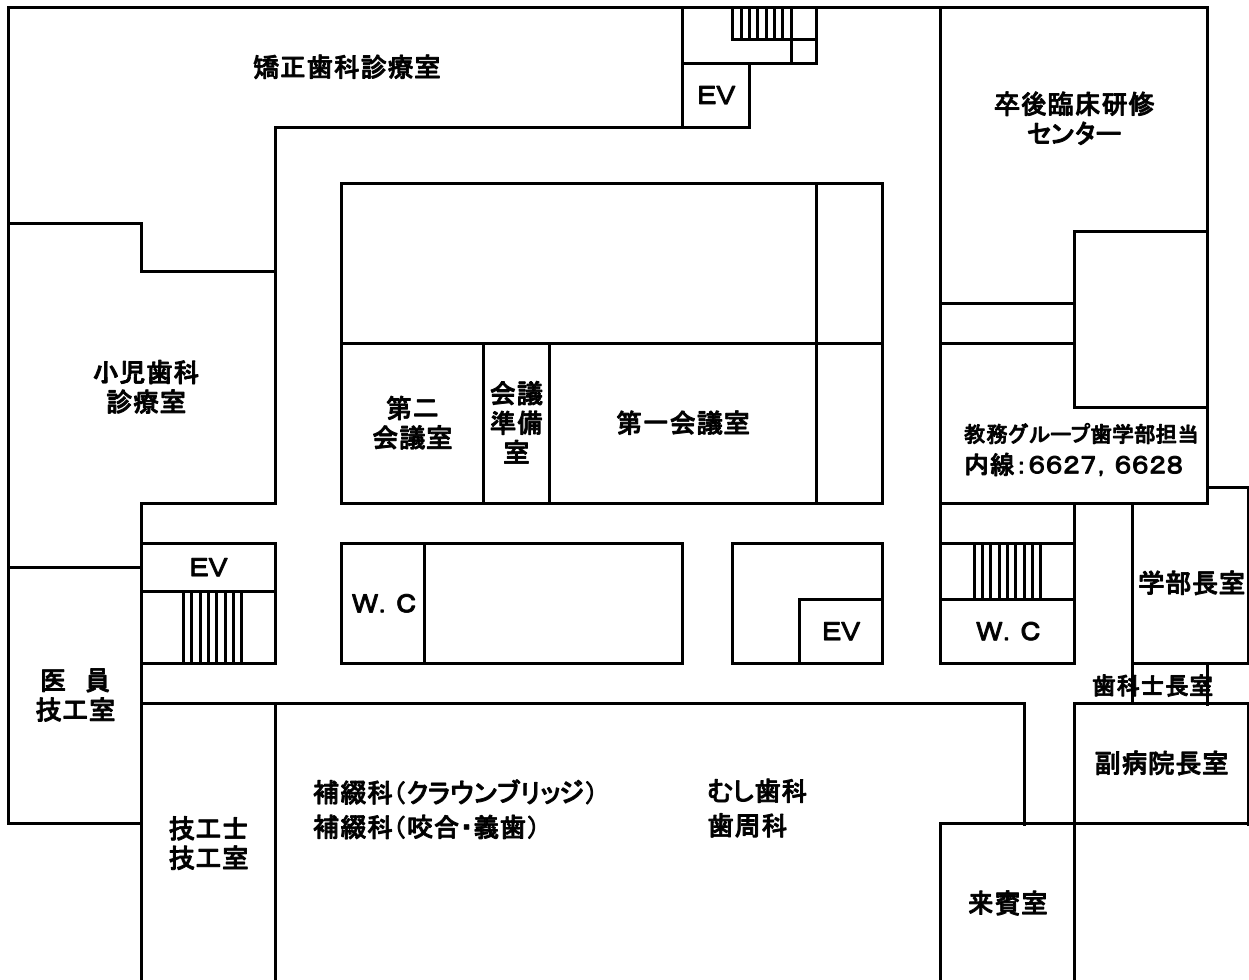 矯正歯科診療室
EV
卒後臨床研修
センター
小児歯科
診療室
第二
会議室
会議
準備
室
第一会議室
教務グループ歯学部担当
内線：6627，6628
EV
W．C
EV
W．C
学部長室
医　員
技工室
歯科士長室
副病院長室
技工士
技工室
補綴科（クラウンブリッジ）
補綴科（咬合・義歯）
むし歯科
歯周科
来賓室